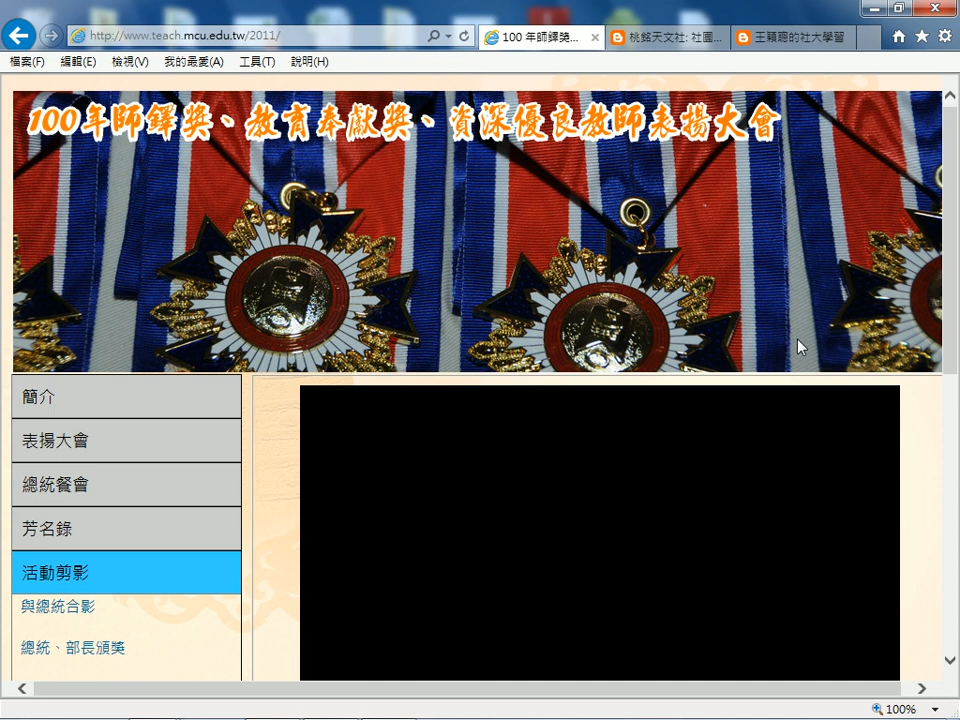 http://www.teach.mcu.edu.tw/2011/
100 年師鐸獎...
桃銘天文社: 社團...
王穎聰的社大學習
檔案(F) 編輯(E) 檢視(V) 我的最愛(A) 工具(T) 說明(H)
100年師鐸獎、教育奉獻獎、資深優良教師表揚大會
簡介
表揚大會
總統餐會
芳名錄
活動剪影
與總統合影
總統、部長頒獎
100%